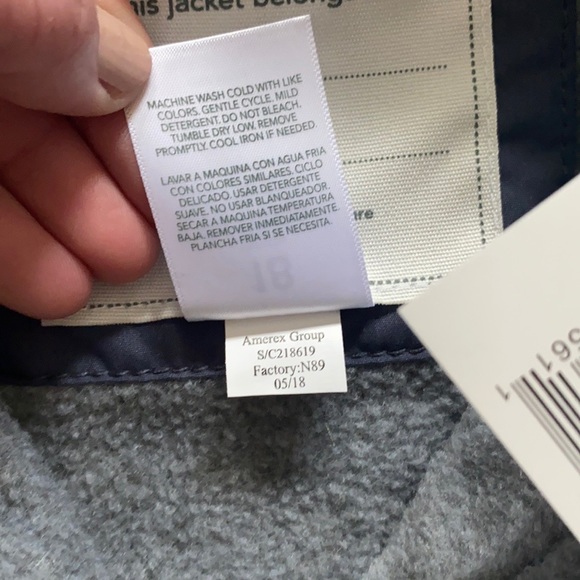 his jacket belong
MACHINE WASH COLD WITH LIKE
COLORS. GENTLE CYCLE. MILD
DETERGENT. DO NOT BLEACH.
TUMBLE DRY LOW. REMOVE
PROMPTLY. COOL IRON IF NEEDED.
LAVAR A MAQUINA CON AGUA FRIA
CON COLORES SIMILARES. CICLO
DELICADO. USAR DETERGENTE
SUAVE. NO USAR BLANQUEADOR.
SECAR A MAQUINA TEMPERATURA
BAJA. REMOVER INMEDIATAMENTE.
PLANCHA FRIA SI SE NECESITA.
18
Amerex Group
S/C218619
Factory:N89
05/18